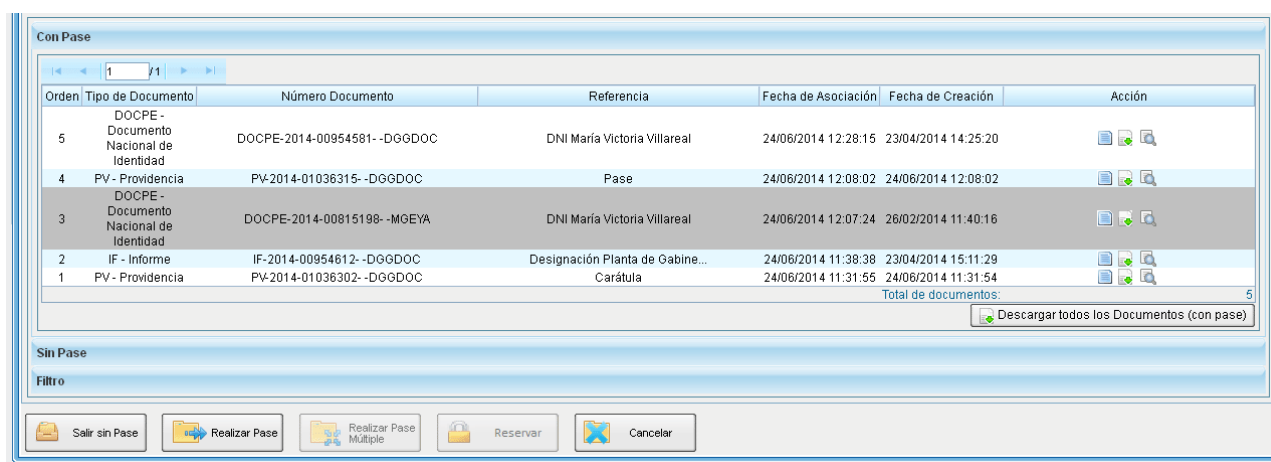 Con Pase
1 /1
Orden Tipo de Documento Número Documento Referencia Fecha de Asociación Fecha de Creación Acción
5 DOCPE - Documento Nacional de Identidad DOCPE-2014-00954581- -DGGDOC DNI María Victoria Villareal 24/06/2014 12:28:15 23/04/2014 14:25:20
4 PV - Providencia PV-2014-01036315- -DGGDOC Pase 24/06/2014 12:08:02 24/06/2014 12:08:02
3 DOCPE - Documento Nacional de Identidad DOCPE-2014-00815198- -MGEYA DNI María Victoria Villareal 24/06/2014 12:07:24 26/02/2014 11:40:16
2 IF - Informe IF-2014-00954612- -DGGDOC Designación Planta de Gabine... 24/06/2014 11:38:38 23/04/2014 15:11:29
1 PV - Providencia PV-2014-01036302- -DGGDOC Carátula 24/06/2014 11:31:55 24/06/2014 11:31:54
Total de documentos: 5
Descargar todos los Documentos (con pase)
Sin Pase
Filtro
Salir sin Pase Realizar Pase Realizar Pase Múltiple Reservar Cancelar